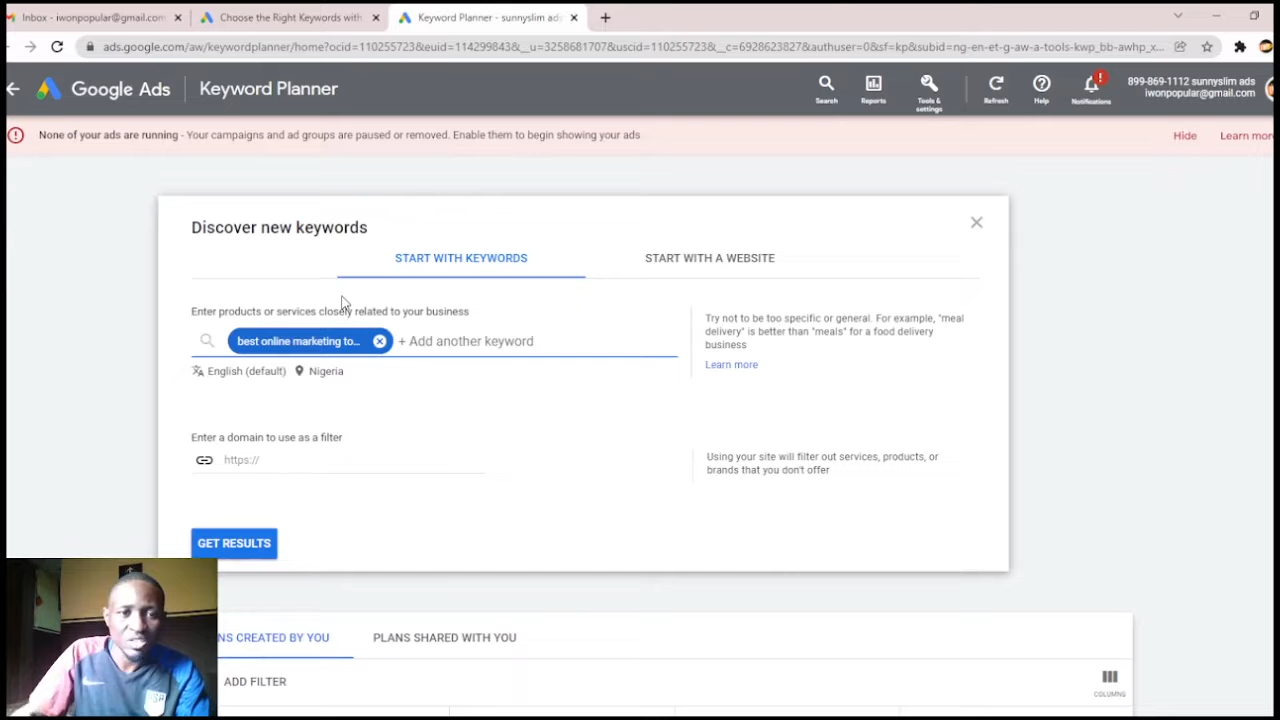 Inbox - iwonpopular@gmail.com
Choose the Right Keywords with
Keyword Planner - sunnyslim ads
ads.google.com/aw/keywordplanner/home?ocid=110255723&euid=114299843&__u=3259681707&uscid=110255723&__c=6928623827&authuser=0&sf=kp&subid=ng-en-et-g-aw-a-tools-kwp_bb-awhp_x...
Google Ads
Keyword Planner
Search
Reports
Tools & settings
Refresh
Help
Notifications
899-869-1112 sunnyslim ads
iwonpopular@gmail.com
None of your ads are running - Your campaigns and ad groups are paused or removed. Enable them to begin showing your ads
Hide
Learn more
Discover new keywords
START WITH KEYWORDS
START WITH A WEBSITE
Enter products or services closely related to your business
best online marketing to...
+ Add another keyword
English (default)
Nigeria
Try not to be too specific or general. For example, "meal
delivery" is better than "meals" for a food delivery
business
Learn more
Enter a domain to use as a filter
https://
Using your site will filter out services, products, or
brands that you don't offer
GET RESULTS
NS CREATED BY YOU
PLANS SHARED WITH YOU
ADD FILTER
COLUMNS